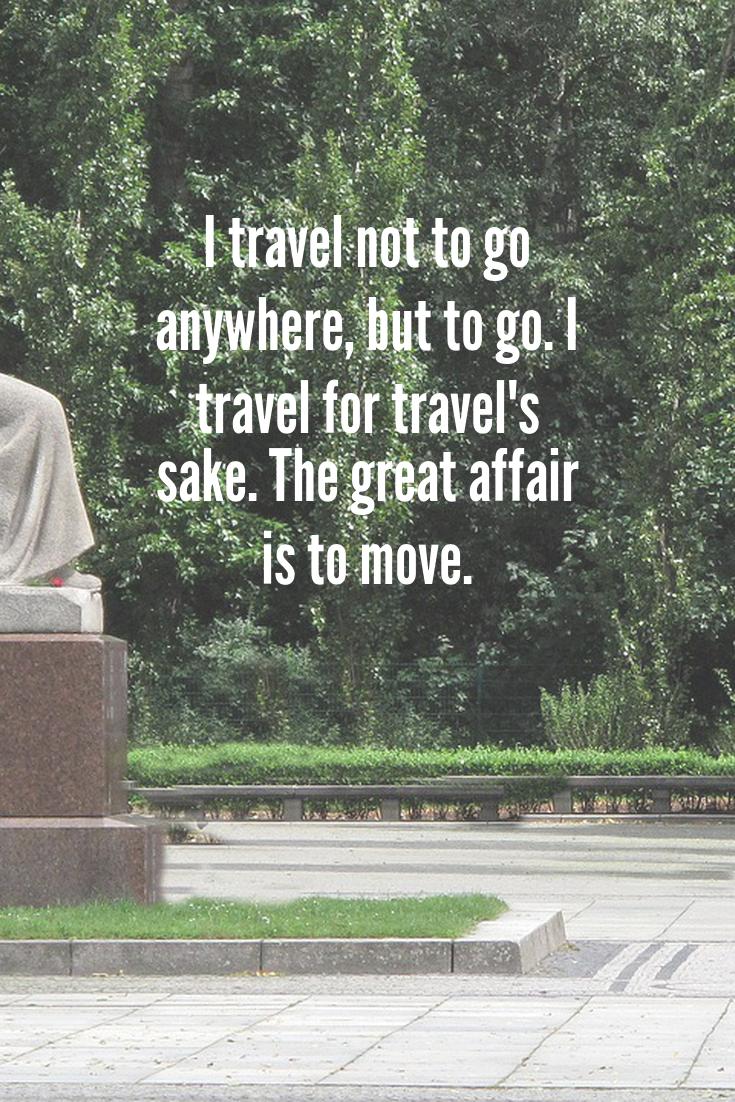 I travel not to go
anywhere, but to go. I
travel for travel's
sake. The great affair
is to move.